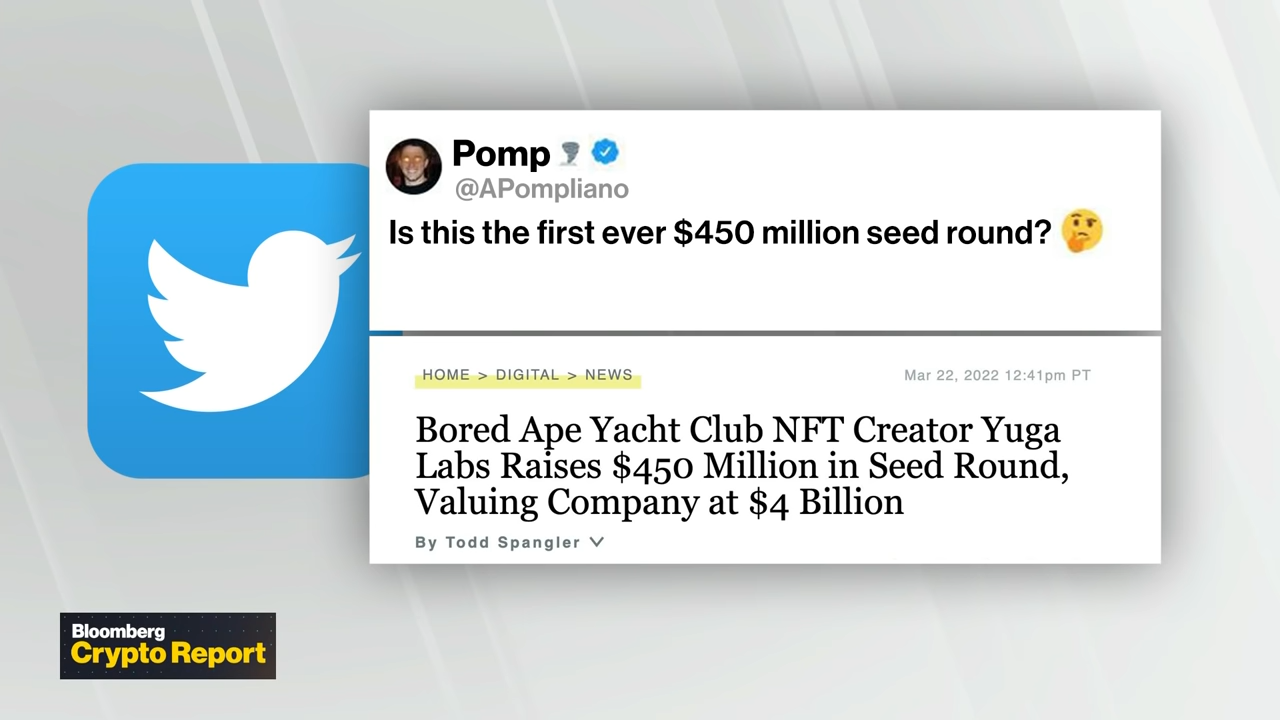 Pomp 🌪 
@APompliano
Is this the first ever $450 million seed round? 🤔
HOME > DIGITAL > NEWS
Mar 22, 2022 12:41pm PT
Bored Ape Yacht Club NFT Creator Yuga
Labs Raises $450 Million in Seed Round,
Valuing Company at $4 Billion
By Todd Spangler
Bloomberg
Crypto Report